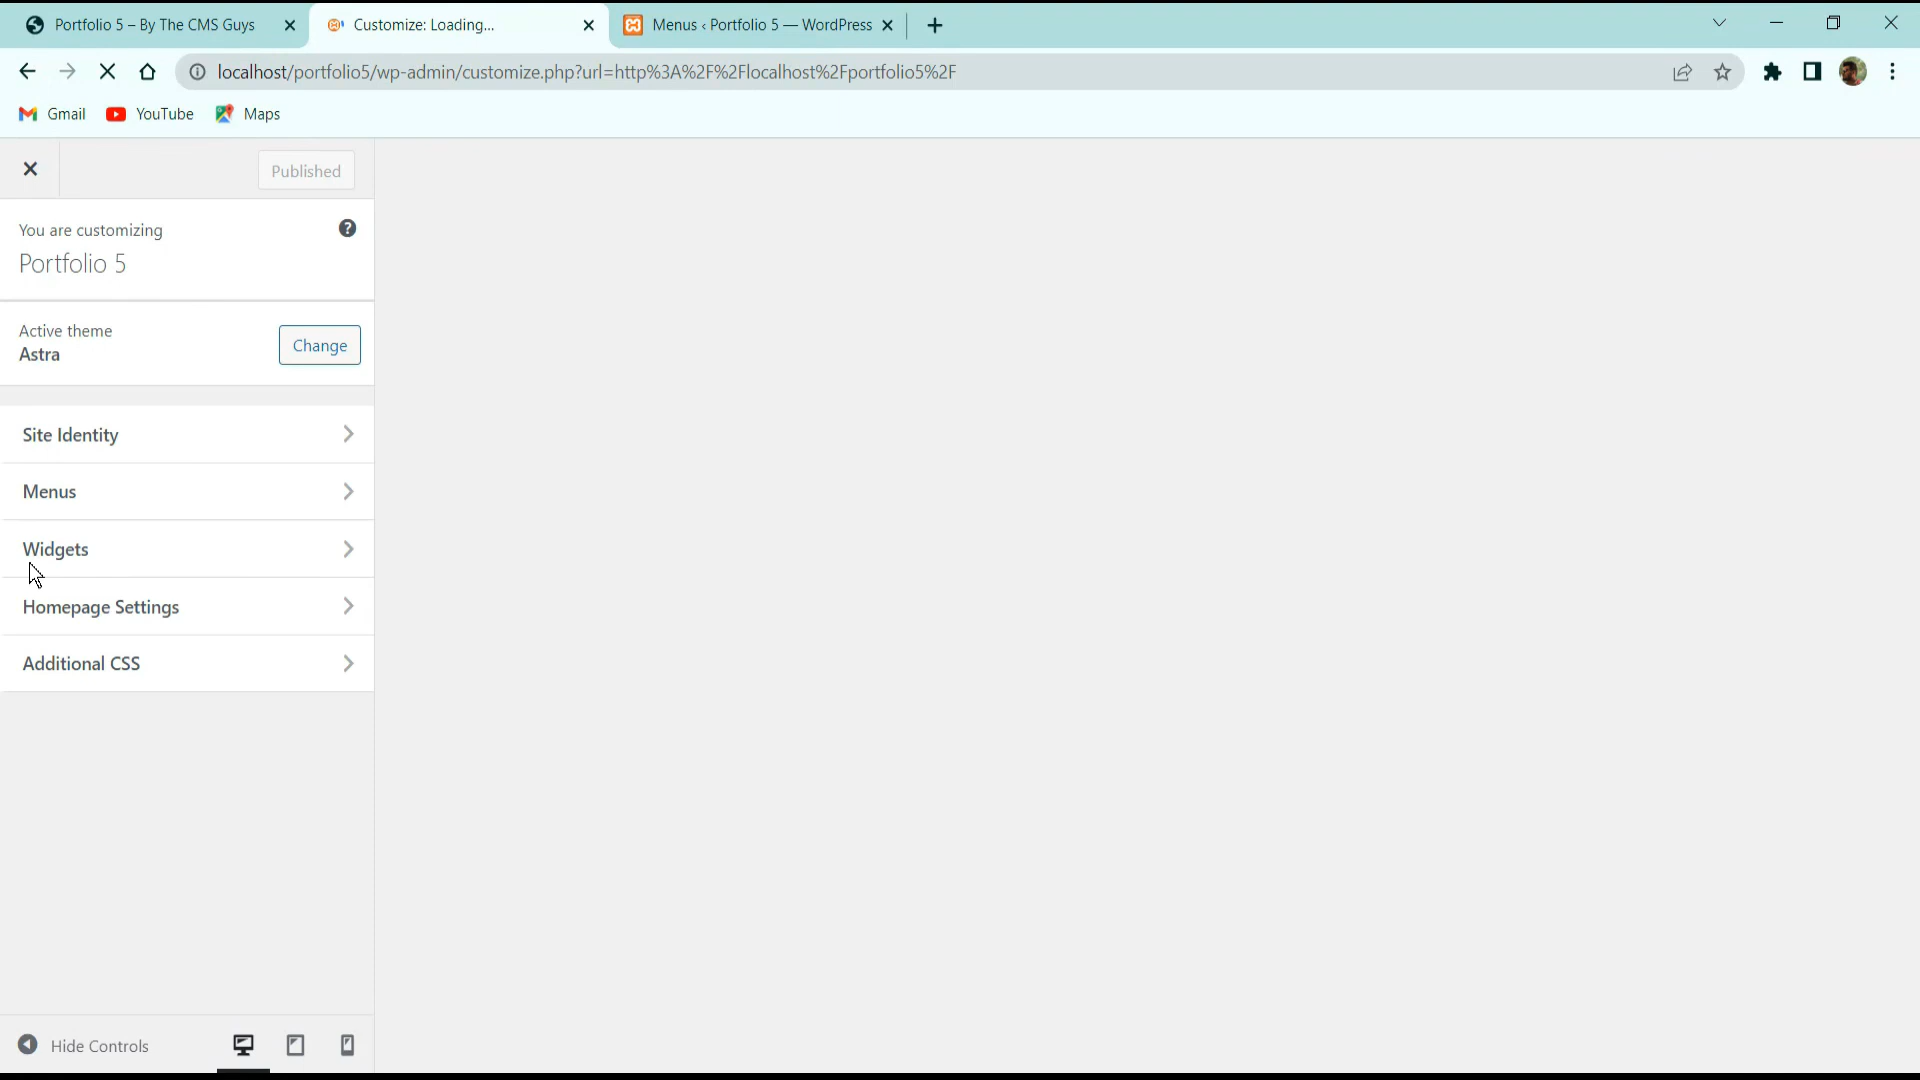 Portfolio 5 – By The CMS Guys
Customize: Loading...
Menus ‹ Portfolio 5 — WordPress
localhost/portfolio5/wp-admin/customize.php?url=http%3A%2F%2Flocalhost%2Fportfolio5%2F
Gmail
YouTube
Maps
Published
You are customizing
Portfolio 5
Active theme
Astra
Change
Site Identity
Menus
Widgets
Homepage Settings
Additional CSS
Hide Controls